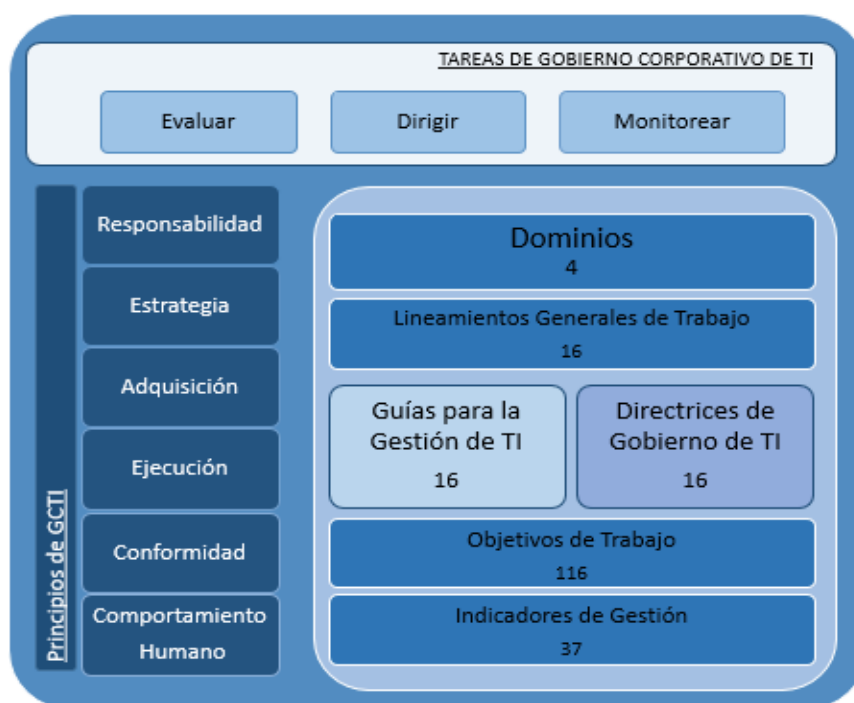 TAREAS DE GOBIERNO CORPORATIVO DE TI
Evaluar
Dirigir
Monitorear
Principios de GCTI
Responsabilidad
Estrategia
Adquisición
Ejecución
Conformidad
Comportamiento
Humano
Dominios
4
Lineamientos Generales de Trabajo
16
Guías para la
Gestión de TI
16
Directrices de
Gobierno de TI
16
Objetivos de Trabajo
116
Indicadores de Gestión
37